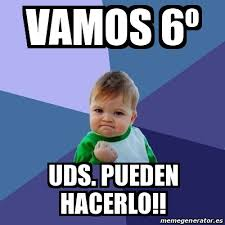 VAMOS 6º
UDS. PUEDEN
HACERLO!!
memegenerator.es